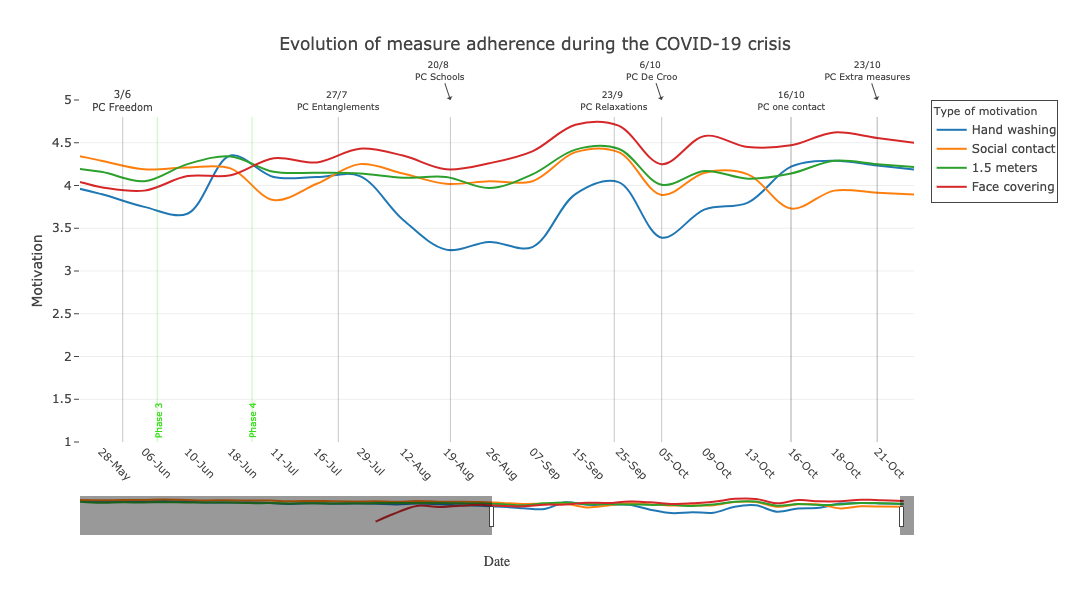 Evolution of measure adherence during the COVID-19 crisis
20/8
PC Schools
6/10
PC De Croo
23/10
PC Extra measures
3/6
PC Freedom
27/7
PC Entanglements
23/9
PC Relaxations
16/10
PC one contact
Type of motivation
Hand washing
Social contact
1.5 meters
Face covering
Motivation
5
4.5
4
3.5
3
2.5
2
1.5
1
Phase 3
Phase 4
28-May
06-Jun
10-Jun
18-Jun
11-Jul
16-Jul
29-Jul
12-Aug
19-Aug
26-Aug
07-Sep
15-Sep
25-Sep
05-Oct
09-Oct
13-Oct
16-Oct
18-Oct
21-Oct
Date